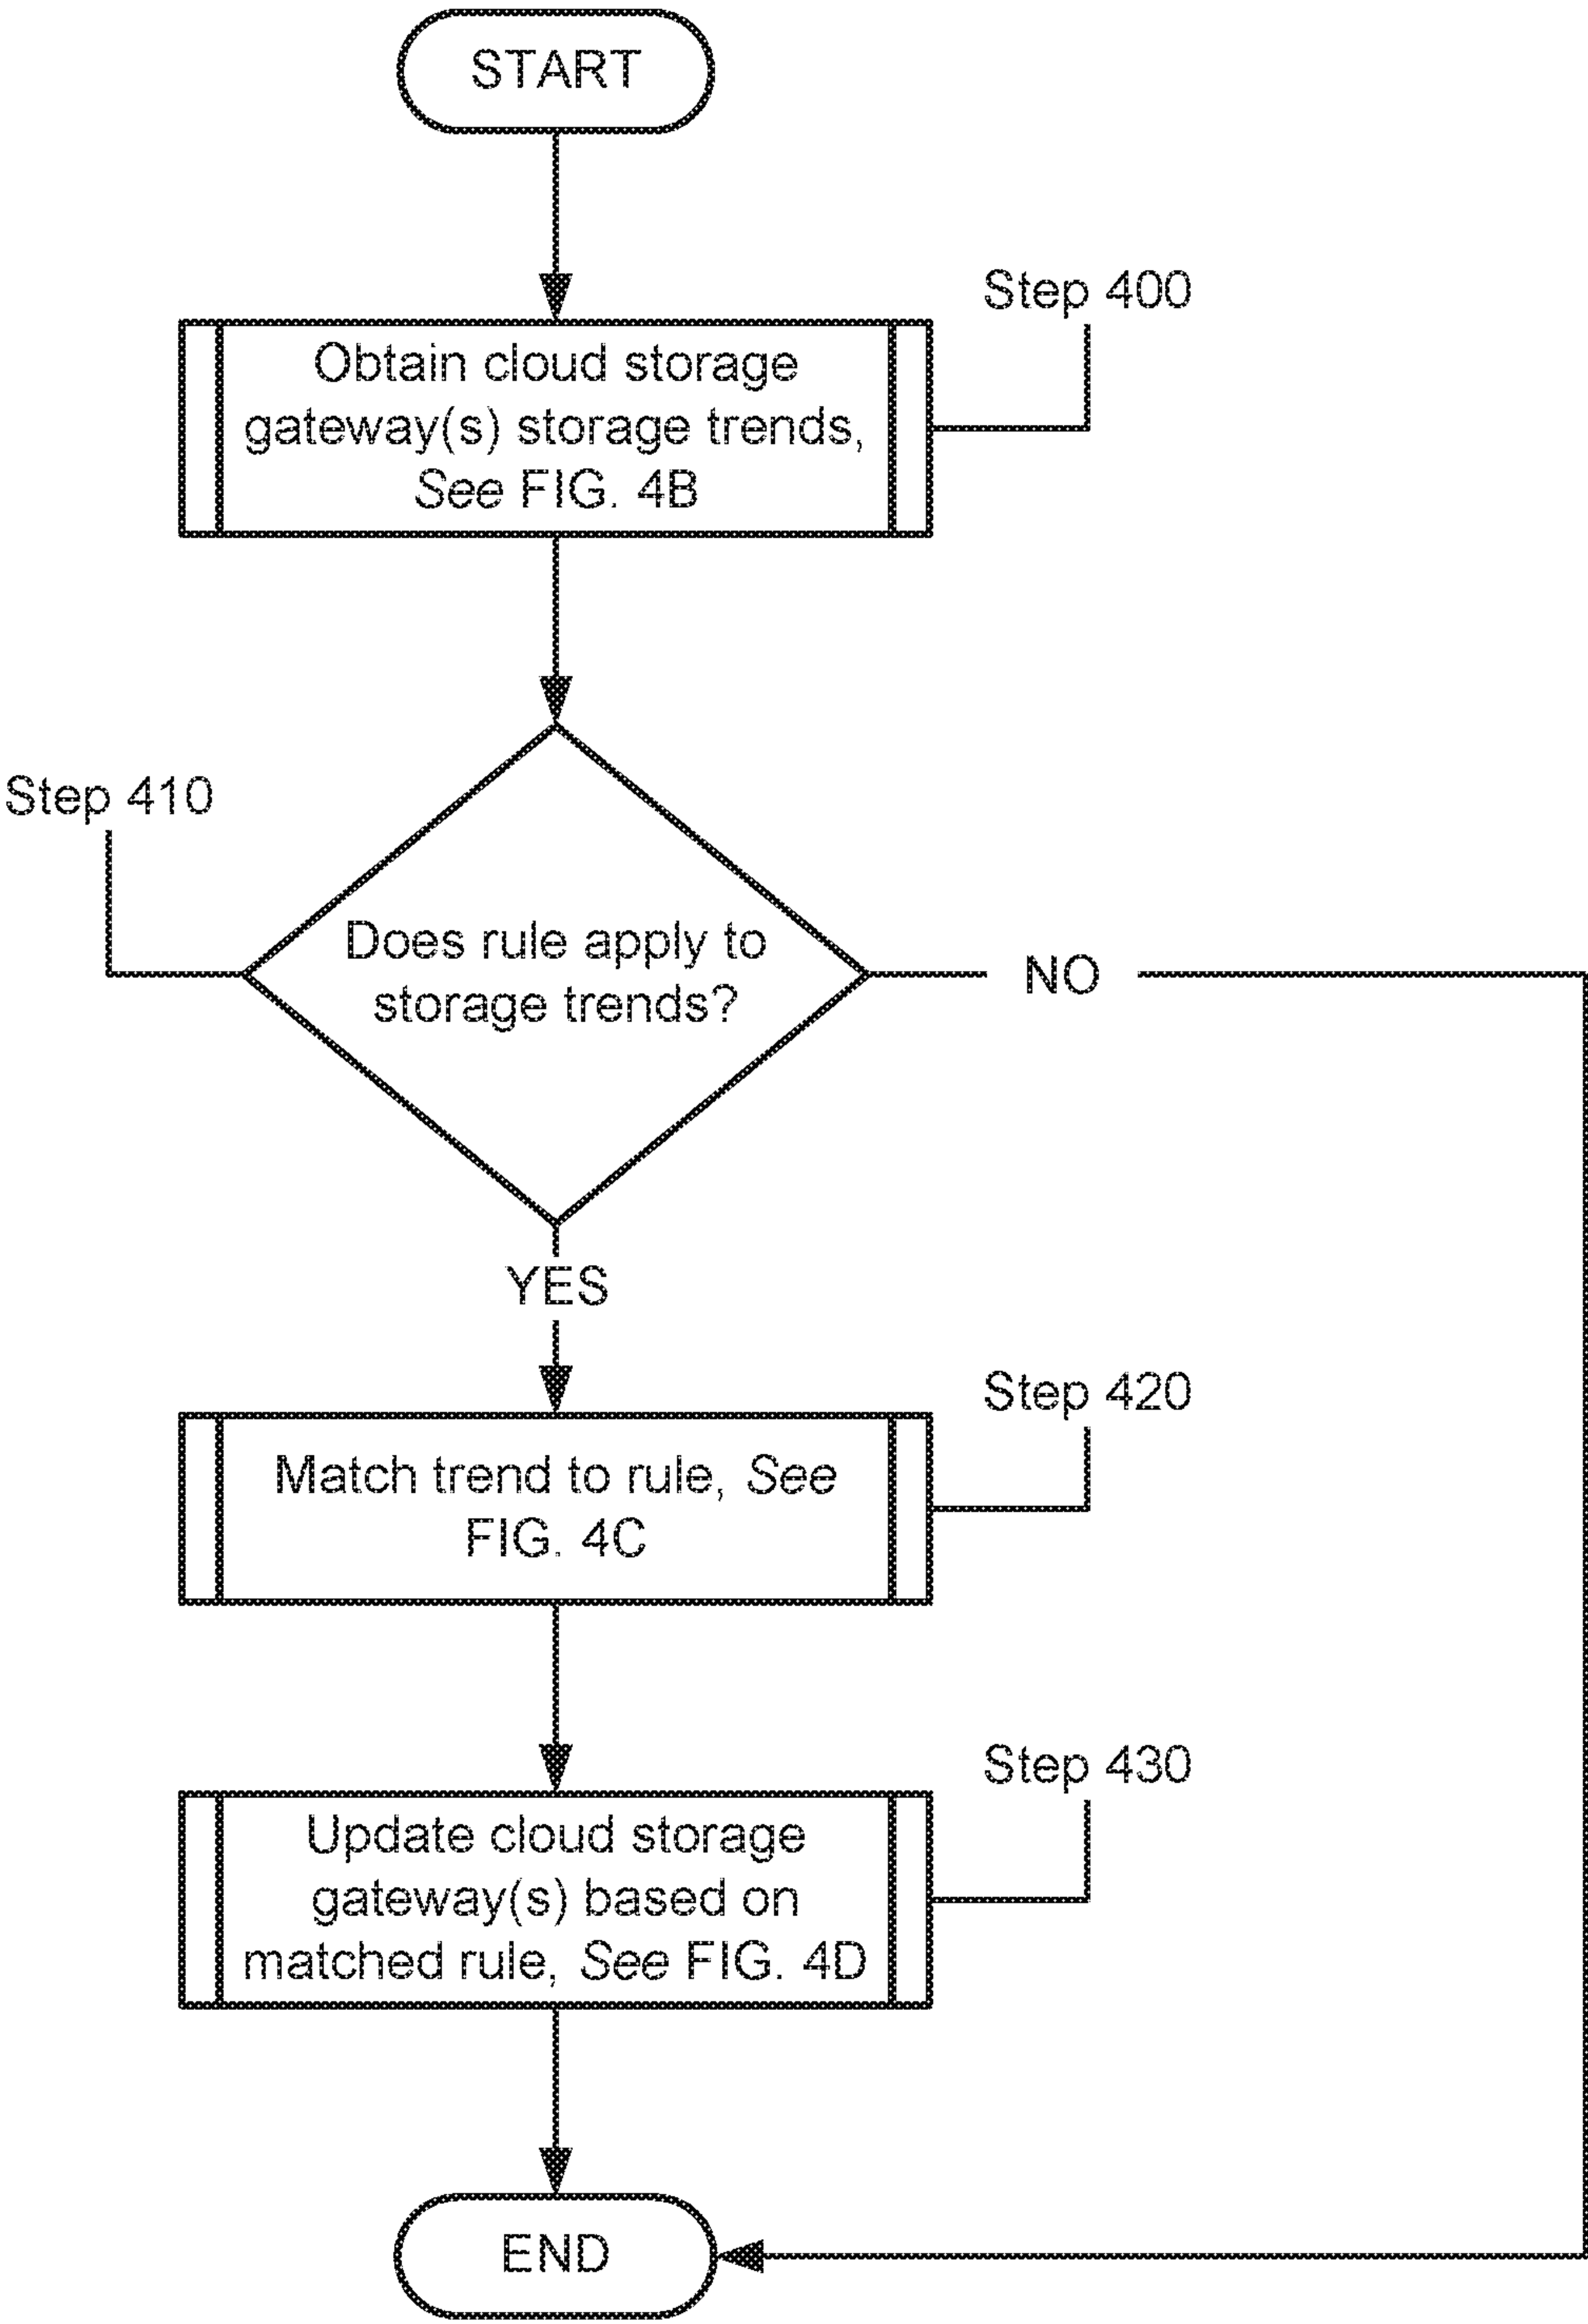 START
Step 400
Obtain cloud storage
gateway(s) storage trends,
See FIG. 4B
Step 410
Does rule apply to
storage trends?
NO
YES
Step 420
Match trend to rule, See
FIG. 4C
Step 430
Update cloud storage
gateway(s) based on
matched rule, See FIG. 4D
END